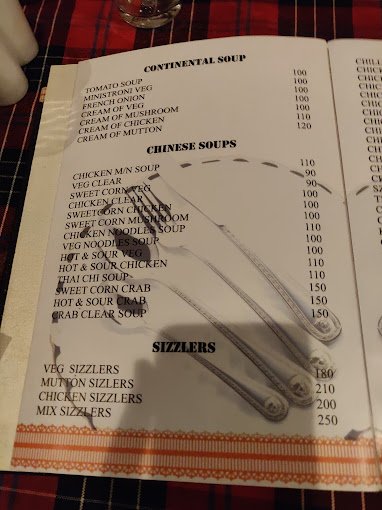 CONTINENTAL SOUP
TOMATO SOUP
MINISTRONI VEG
FRENCH ONION
CREAM OF VEG
CREAM OF MUSHROOM
CREAM OF CHICKEN
CREAM OF MUTTON
100
100
100
100
110
120
CHINESE SOUPS
CHICKEN M/N SOUP 110
VEG CLEAR 90
SWEET CORN VEG 90
CHICKEN CLEAR 100
SWEETCORN CHICKEN 100
SWEET CORN MUSHROOM 100
CHICKEN NOODLES SOUP 100
VEG NOODLES SOUP 100
HOT & SOUR VEG 100
HOT & SOUR CHICKEN 110
THAI CHI SOUP 110
SWEET CORN CRAB 150
HOT & SOUR CRAB 150
CRAB CLEAR SOUP 150
SIZZLERS
VEG SIZZLERS 180
MUTTON SIZLERS 210
CHICKEN SIZZLERS 200
MIX SIZZLERS 250